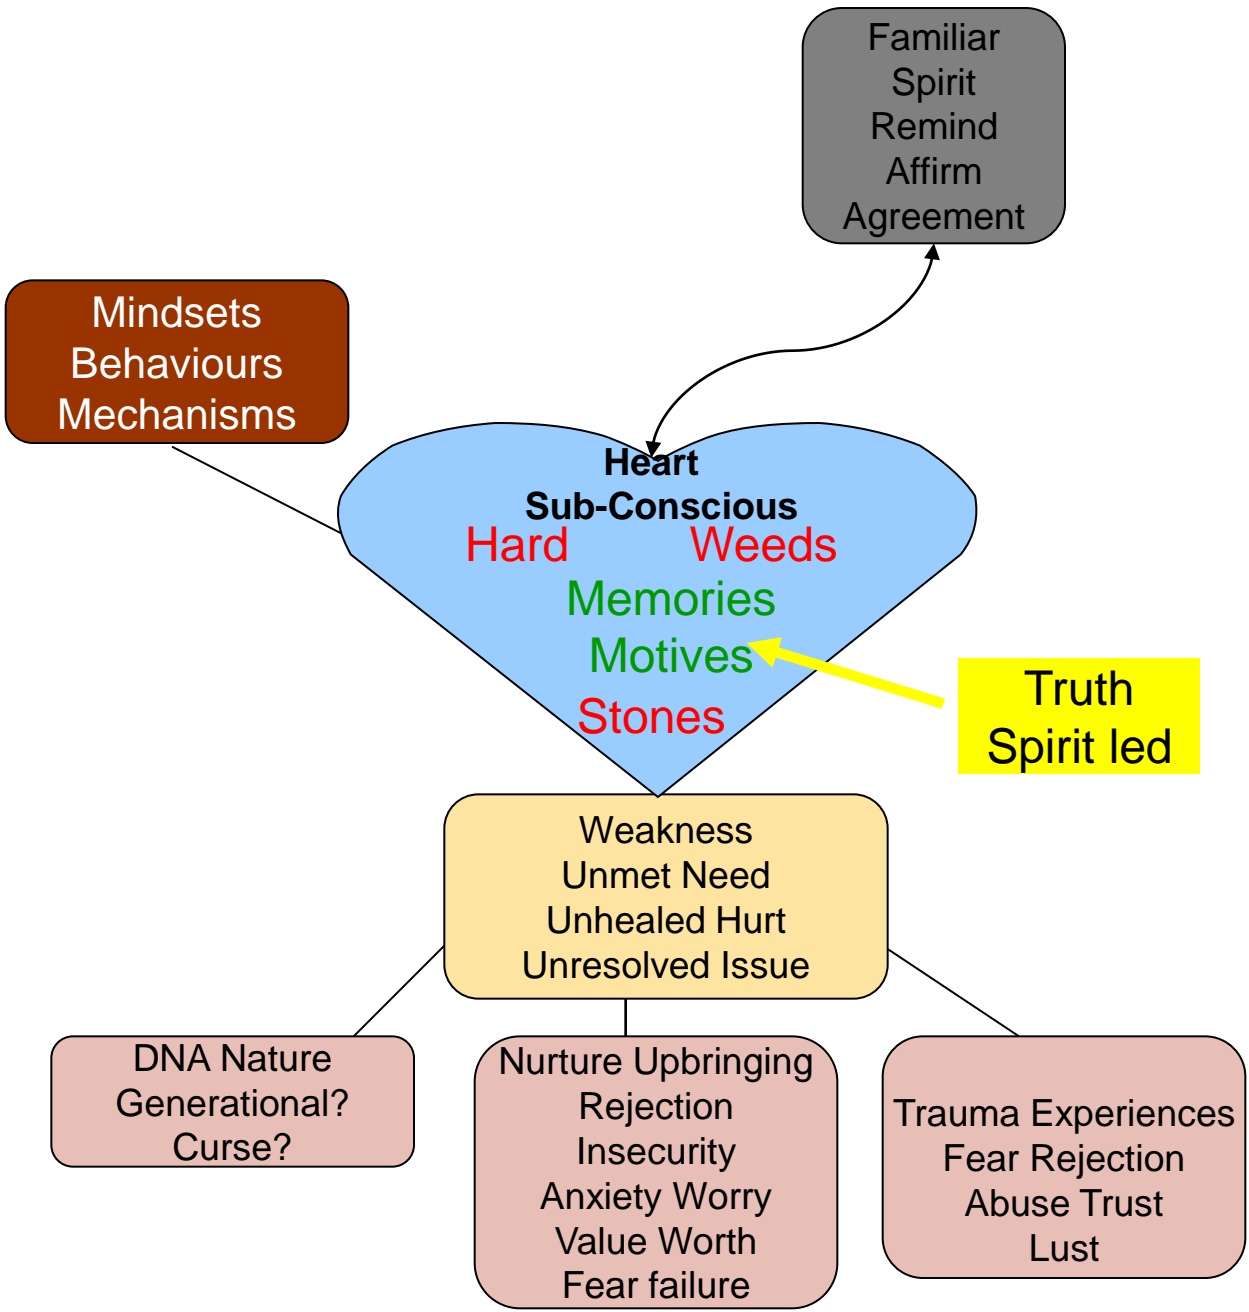 Familiar
Spirit
Remind
Affirm
Agreement
Mindsets
Behaviours
Mechanisms
Heart
Sub-Conscious
Hard Weeds
Memories
Motives
Stones
Truth
Spirit led
Weakness
Unmet Need
Unhealed Hurt
Unresolved Issue
DNA Nature
Generational?
Curse?
Nurture Upbringing
Rejection
Insecurity
Anxiety Worry
Value Worth
Fear failure
Trauma Experiences
Fear Rejection
Abuse Trust
Lust